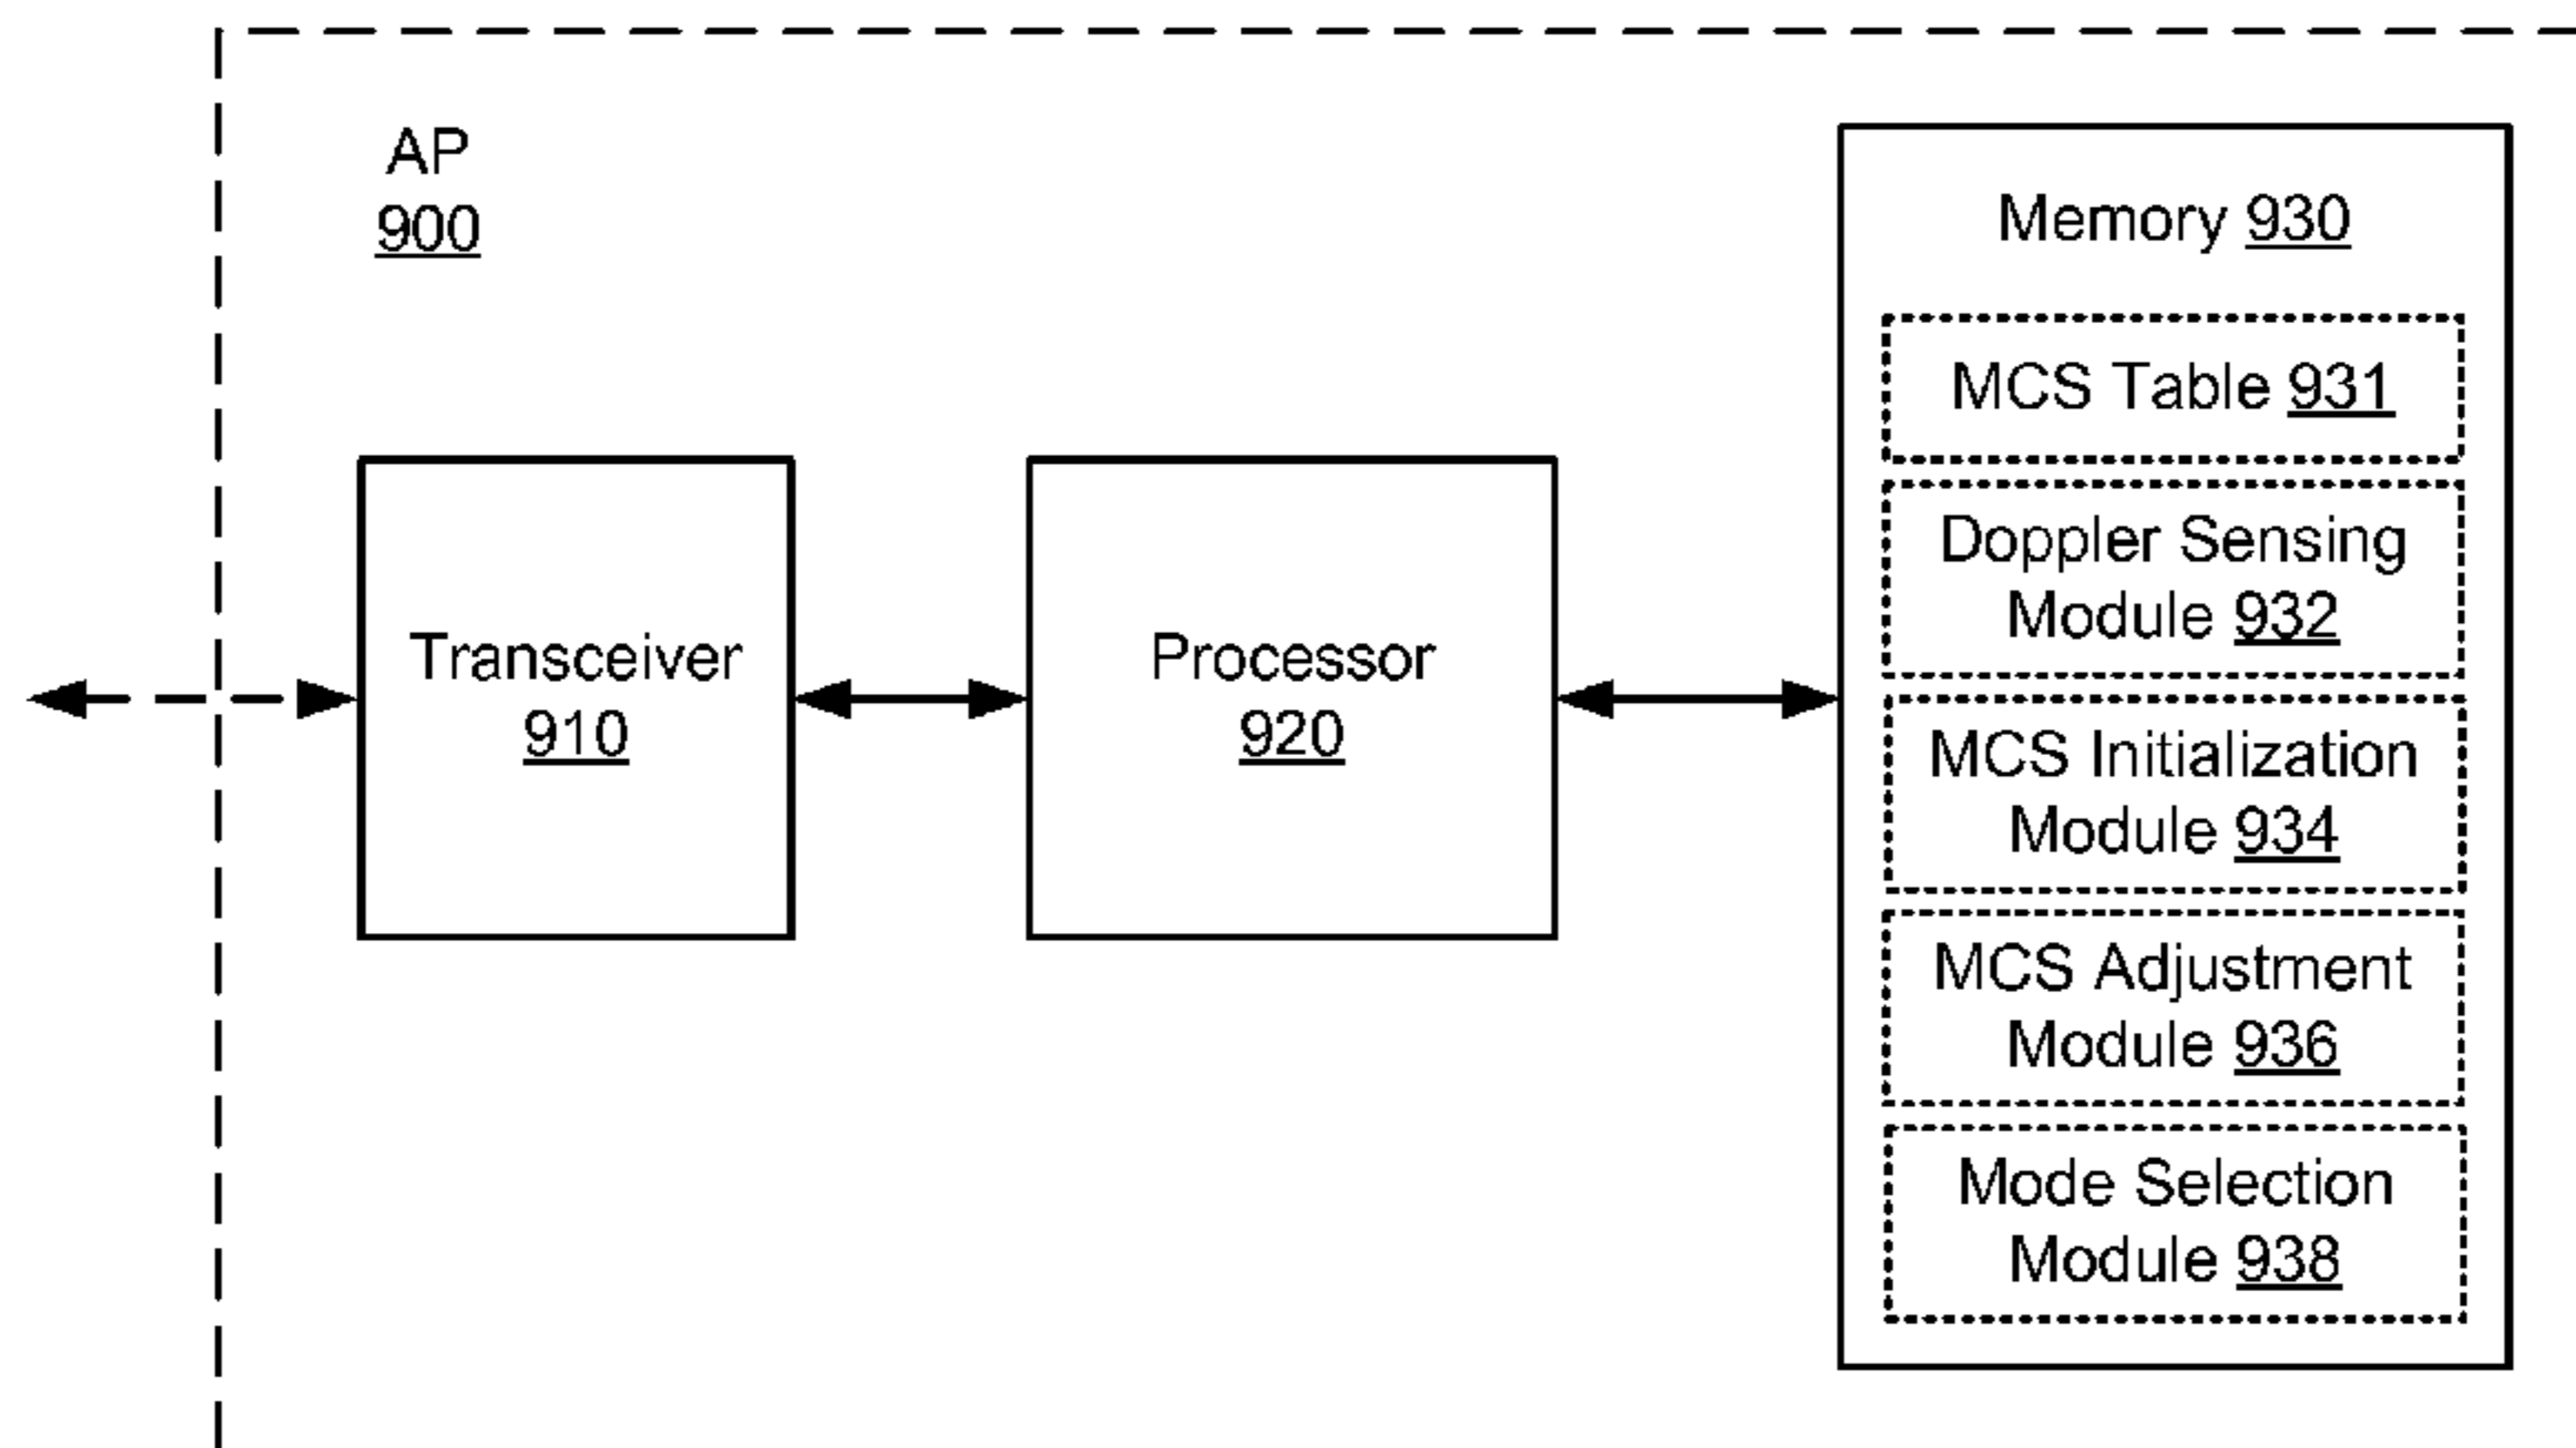 AP
900
Transceiver
910
Processor
920
Memory 930
MCS Table 931
Doppler Sensing
Module 932
MCS Initialization
Module 934
MCS Adjustment
Module 936
Mode Selection
Module 938